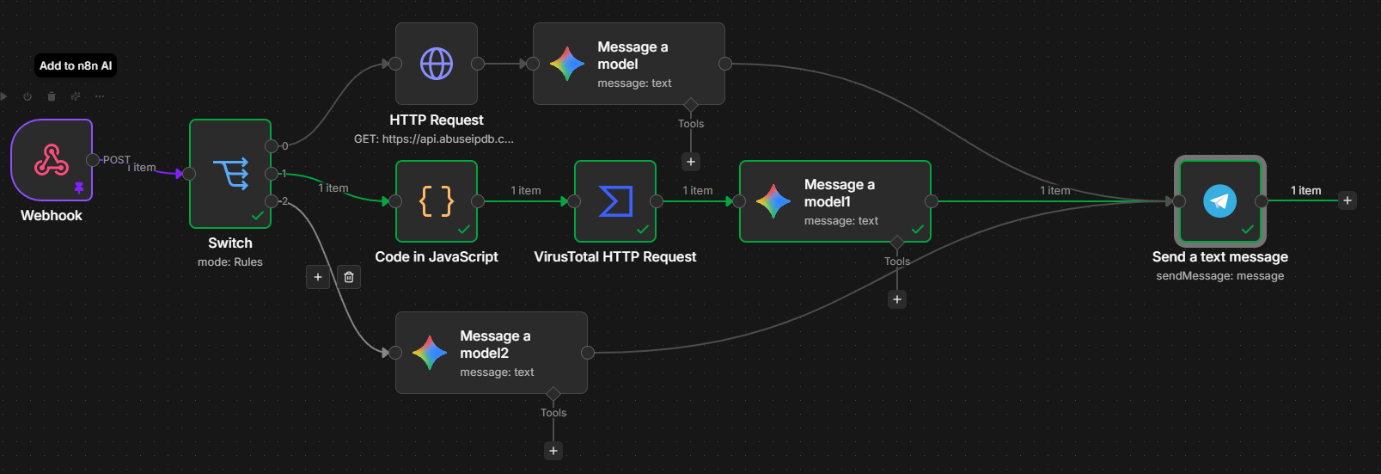 Add to n8n AI
Message a
model
message: text
HTTP Request
GET: https://api.abuseipdb.c...
Tools
POST
1 item
Webhook
0
1
2
Switch
mode: Rules
1 item
Code in JavaScript
1 item
VirusTotal HTTP Request
1 item
Message a
model1
message: text
Tools
1 item
Send a text message
sendMessage: message
1 item
Message a
model2
message: text
Tools